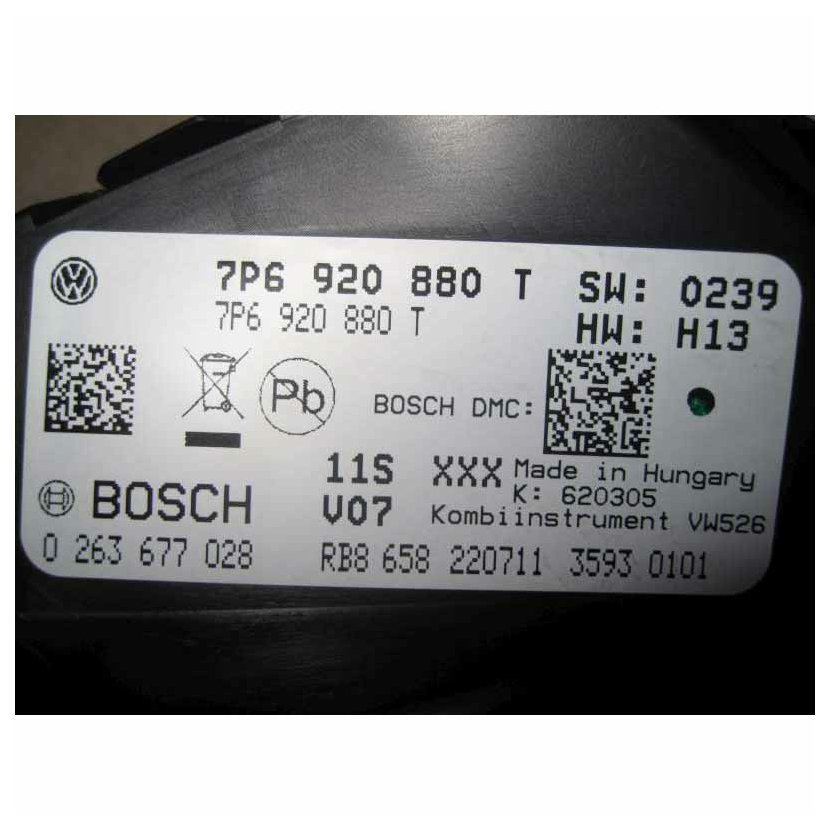 7P6 920 880 T SW: 0239
7P6 920 880 T HW: H13
Pb BOSCH DMC:
11S XXX Made in Hungary
K: 620305
BOSCH V07 Kombiinstrument VW526
0 263 677 028 RB8 658 220711 3593 0101